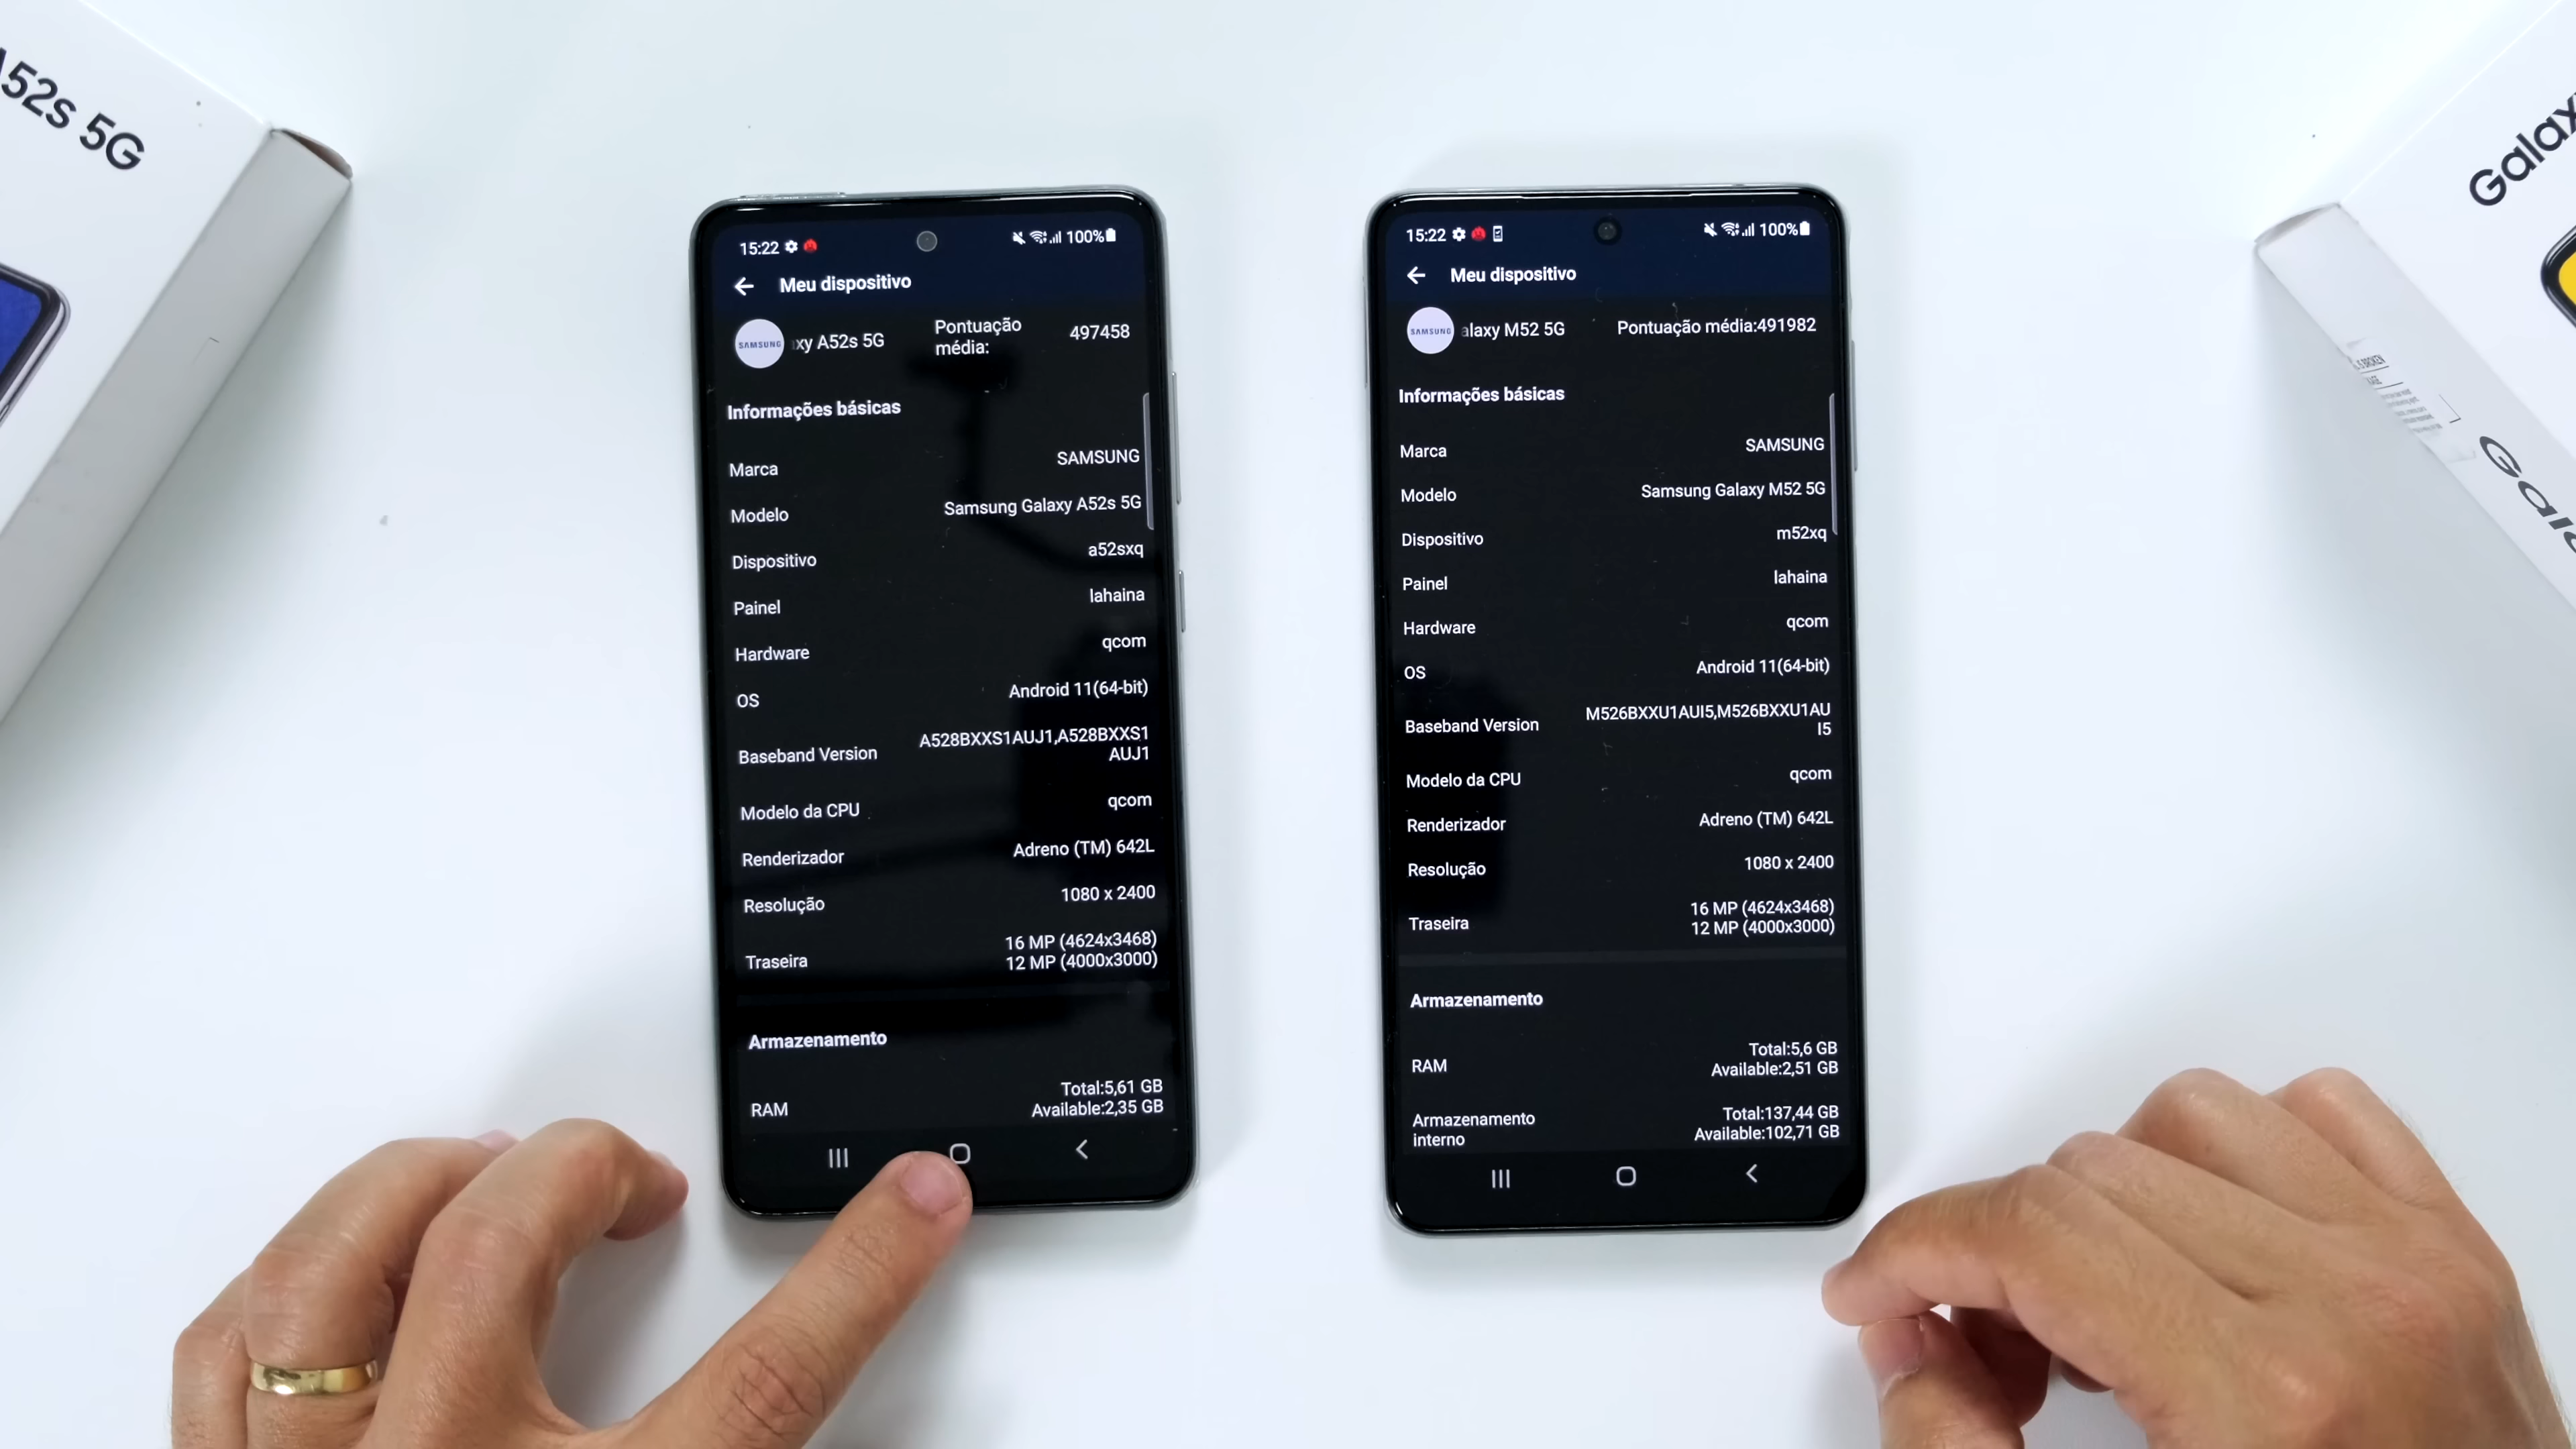 A52s 5G
15:22
100%
Meu dispositivo
SAMSUNG
xy A52s 5G
Pontuação
média:
497458
Informações básicas
Marca
SAMSUNG
Modelo
Samsung Galaxy A52s 5G
Dispositivo
a52sxq
Painel
lahaina
Hardware
qcom
OS
Android 11(64-bit)
Baseband Version
A528BXXS1AUJ1,A528BXXS1
AUJ1
Modelo da CPU
qcom
Renderizador
Adreno (TM) 642L
Resolução
1080 x 2400
Traseira
16 MP (4624x3468)
12 MP (4000x3000)
Armazenamento
RAM
Total:5,61 GB
Available:2,35 GB
15:22
100%
Meu dispositivo
SAMSUNG
alaxy M52 5G
Pontuação média:491982
Informações básicas
Marca
SAMSUNG
Modelo
Samsung Galaxy M52 5G
Dispositivo
m52xq
Painel
lahaina
Hardware
qcom
OS
Android 11(64-bit)
Baseband Version
M526BXXU1AUI5,M526BXXU1AU
I5
Modelo da CPU
qcom
Renderizador
Adreno (TM) 642L
Resolução
1080 x 2400
Traseira
16 MP (4624x3468)
12 MP (4000x3000)
Armazenamento
RAM
Total:5,6 GB
Available:2,51 GB
Armazenamento
interno
Total:137,44 GB
Available:102,71 GB
Galax
Gala